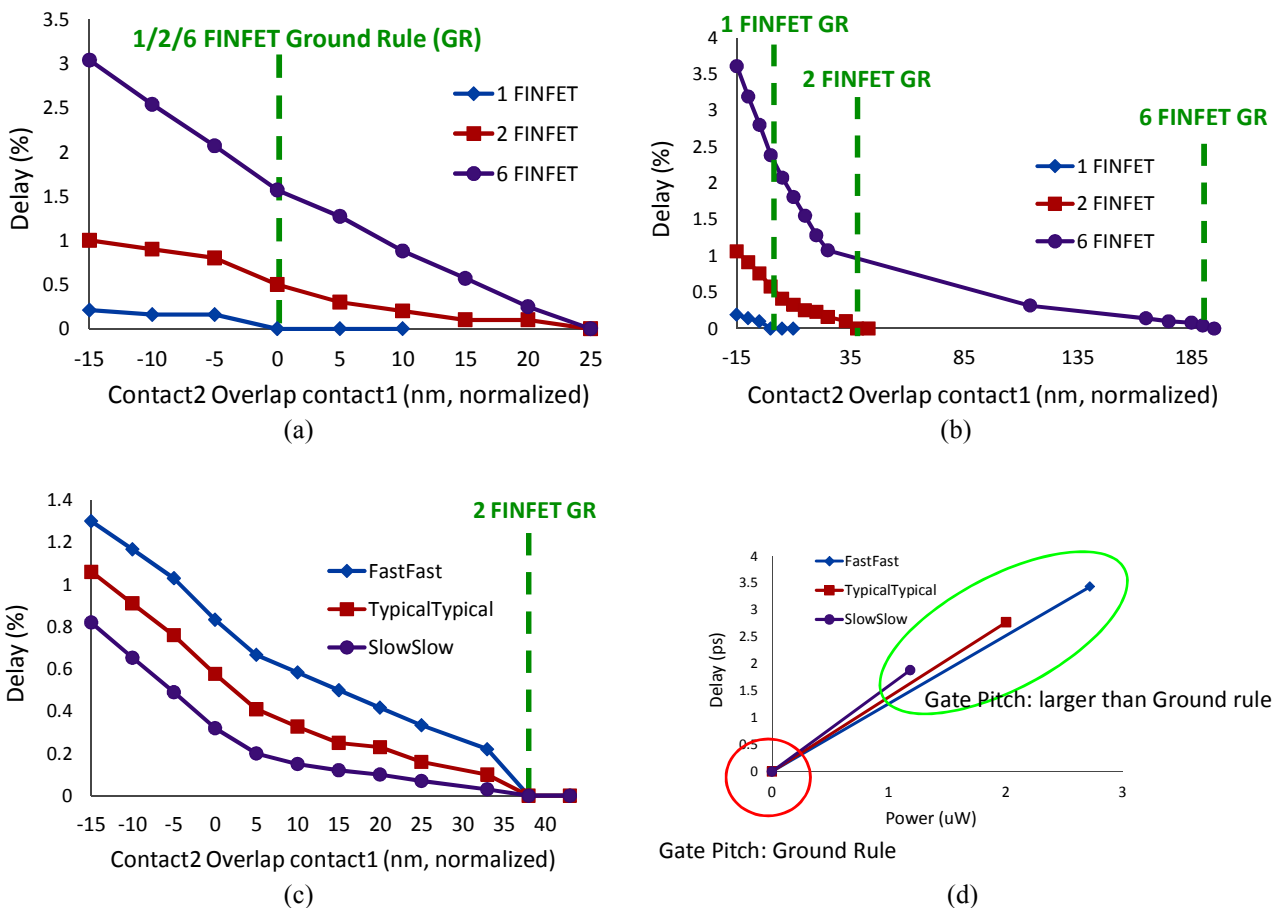 3.5
3
2.5
2
1.5
1
0.5
0
-15 -10 -5 0 5 10 15 20 25
Delay (%)
1/2/6 FINFET Ground Rule (GR)
1 FINFET
2 FINFET
6 FINFET
Contact2 Overlap contact1 (nm, normalized)
(a)
4
3.5
3
2.5
2
1.5
1
0.5
0
-15 35 85 135 185
Delay (%)
1 FINFET GR
2 FINFET GR
6 FINFET GR
1 FINFET
2 FINFET
6 FINFET
Contact2 Overlap contact1 (nm, normalized)
(b)
1.4
1.2
1
0.8
0.6
0.4
0.2
0
-15 -10 -5 0 5 10 15 20 25 30 35 40
Delay (%)
2 FINFET GR
FastFast
TypicalTypical
SlowSlow
Contact2 Overlap contact1 (nm, normalized)
(c)
4
3.5
3
2.5
2
1.5
1
0.5
0
0 1 2 3
Delay (ps)
FastFast
TypicalTypical
SlowSlow
Gate Pitch: larger than Ground rule
Power (uW)
Gate Pitch: Ground Rule
(d)